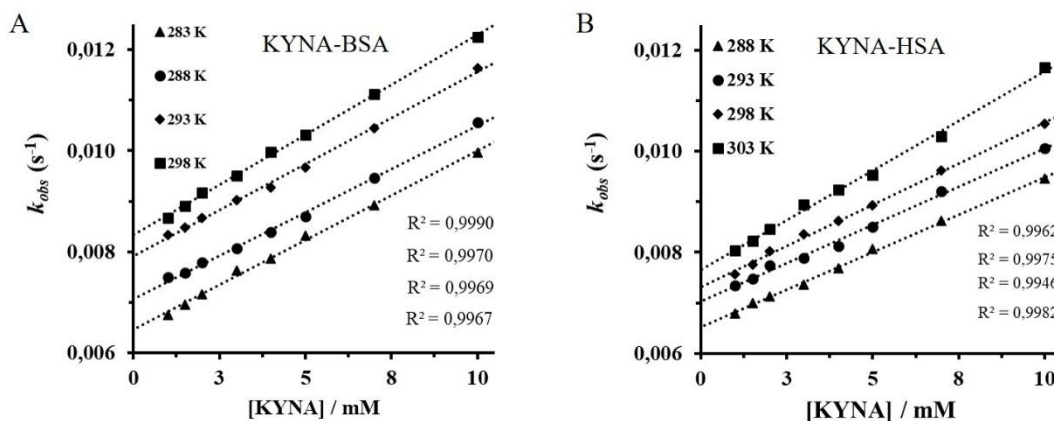 A
KYNA-BSA
283 K
288 K
293 K
298 K
0,012
0,010
0,008
0,006
k_obs (s⁻¹)
R² = 0,9990
R² = 0,9970
R² = 0,9969
R² = 0,9967
0 3 5 8 10
[KYNA] / mM
B
KYNA-HSA
288 K
293 K
298 K
303 K
0,012
0,010
0,008
0,006
k_obs (s⁻¹)
R² = 0,9962
R² = 0,9975
R² = 0,9946
R² = 0,9982
0 3 5 8 10
[KYNA] / mM